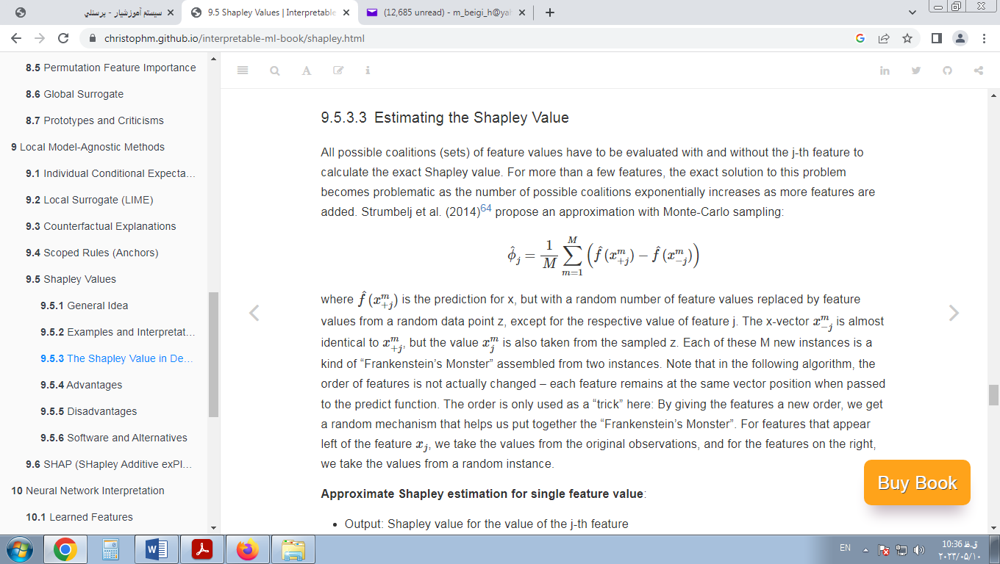 سیستم آموزشیار - پرسنلي
9.5 Shapley Values | Interpretable
(12,685 unread) - m_beigi_h@yah
christophm.github.io/interpretable-ml-book/shapley.html
8.5 Permutation Feature Importance
8.6 Global Surrogate
8.7 Prototypes and Criticisms
9 Local Model-Agnostic Methods
9.1 Individual Conditional Expecta…
9.2 Local Surrogate (LIME)
9.3 Counterfactual Explanations
9.4 Scoped Rules (Anchors)
9.5 Shapley Values
9.5.1 General Idea
9.5.2 Examples and Interpretat…
9.5.3 The Shapley Value in De…
9.5.4 Advantages
9.5.5 Disadvantages
9.5.6 Software and Alternatives
9.6 SHAP (SHapley Additive exPl…
10 Neural Network Interpretation
10.1 Learned Features
9.5.3.3 Estimating the Shapley Value
All possible coalitions (sets) of feature values have to be evaluated with and without the j-th feature to
calculate the exact Shapley value. For more than a few features, the exact solution to this problem
becomes problematic as the number of possible coalitions exponentially increases as more features are
added. Strumbelj et al. (2014)64 propose an approximation with Monte-Carlo sampling:
$\hat{\phi}_j = \frac{1}{M} \sum_{m=1}^{M} \left( \hat{f}(x_{+j}^m) - \hat{f}(x_{-j}^m) \right)$
where $\hat{f}(x_{+j}^m)$ is the prediction for x, but with a random number of feature values replaced by feature
values from a random data point z, except for the respective value of feature j. The x-vector $x_{-j}^m$ is almost
identical to $x_{+j}^m$, but the value $x_j^m$ is also taken from the sampled z. Each of these M new instances is a
kind of “Frankenstein’s Monster” assembled from two instances. Note that in the following algorithm, the
order of features is not actually changed – each feature remains at the same vector position when passed
to the predict function. The order is only used as a “trick” here: By giving the features a new order, we get
a random mechanism that helps us put together the “Frankenstein’s Monster”. For features that appear
left of the feature $x_j$, we take the values from the original observations, and for the features on the right,
we take the values from a random instance.
Approximate Shapley estimation for single feature value:
• Output: Shapley value for the value of the j-th feature
Buy Book
EN
10:36 ق.ظ
۲۰۲۳/۰۵/۱۰